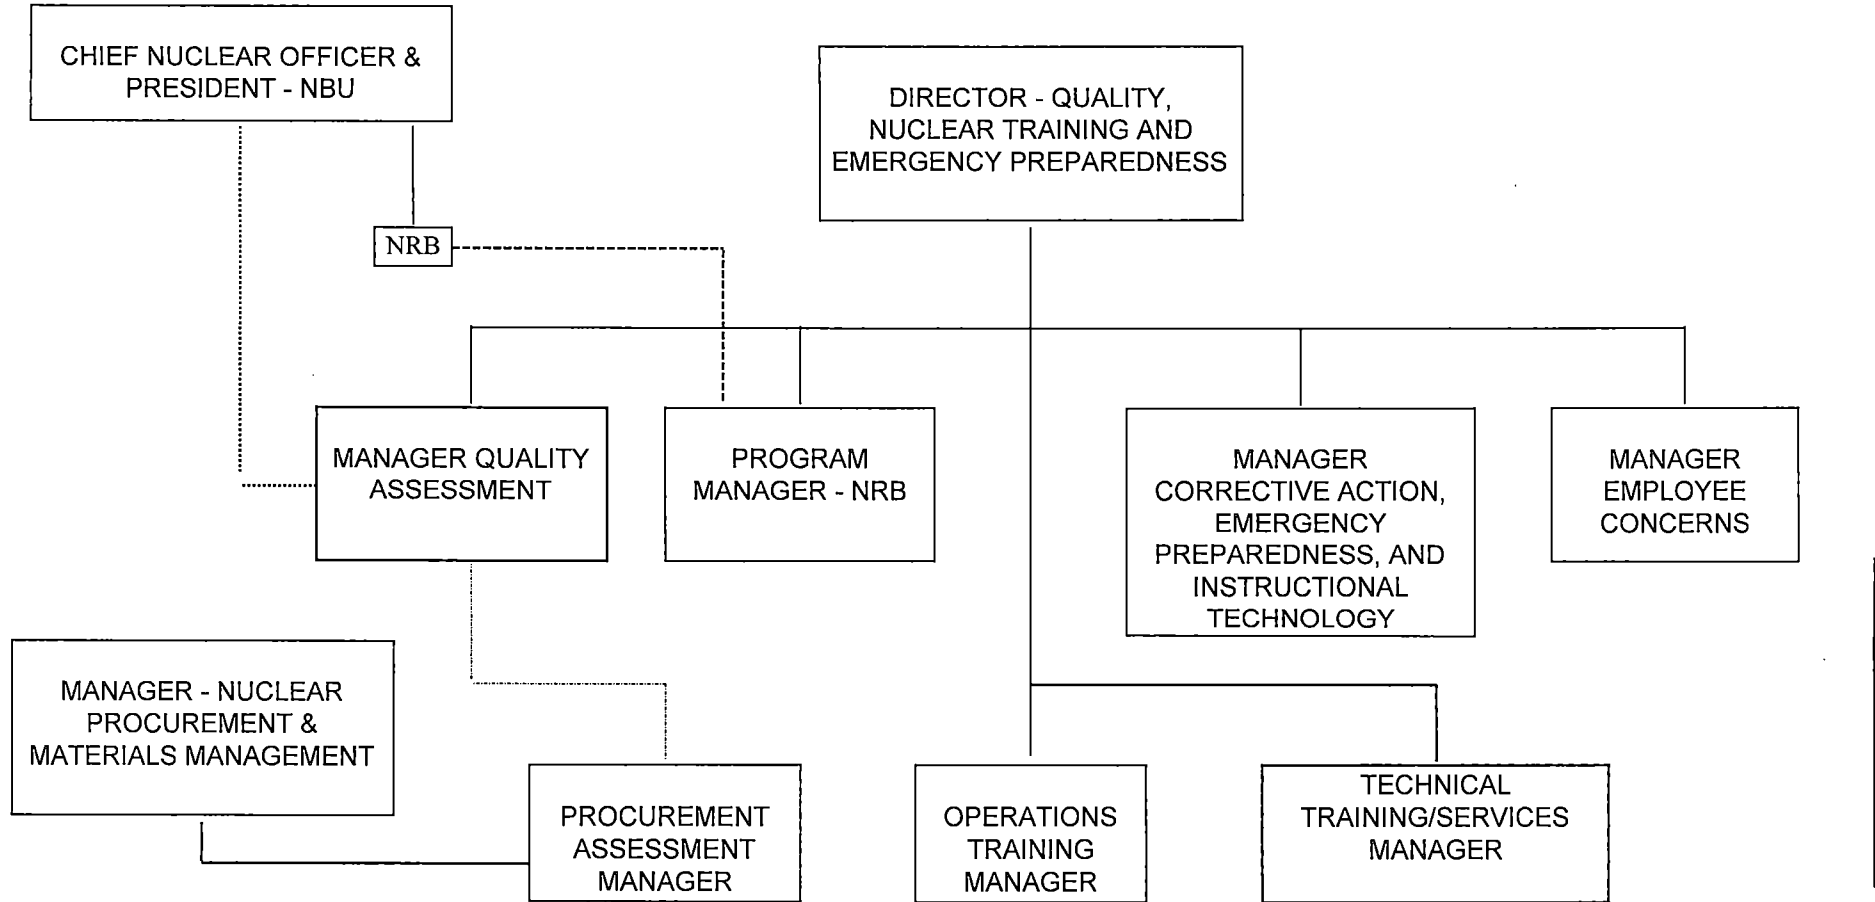 CHIEF NUCLEAR OFFICER &
PRESIDENT - NBU
DIRECTOR - QUALITY,
NUCLEAR TRAINING AND
EMERGENCY PREPAREDNESS
NRB
MANAGER QUALITY
ASSESSMENT
PROGRAM
MANAGER - NRB
MANAGER
CORRECTIVE ACTION,
EMERGENCY
PREPAREDNESS, AND
INSTRUCTIONAL
TECHNOLOGY
MANAGER
EMPLOYEE
CONCERNS
MANAGER - NUCLEAR
PROCUREMENT &
MATERIALS MANAGEMENT
PROCUREMENT
ASSESSMENT
MANAGER
OPERATIONS
TRAINING
MANAGER
TECHNICAL
TRAINING/SERVICES
MANAGER